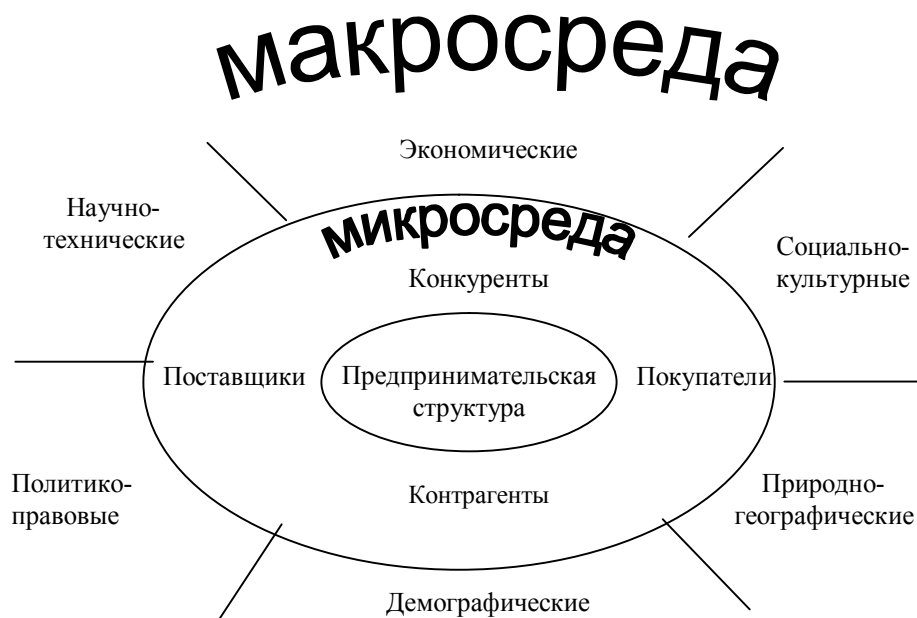 макросреда
Экономические
Научно-
технические
Социально-
культурные
микросреда
Конкуренты
Поставщики
Предпринимательская
структура
Покупатели
Контрагенты
Политико-
правовые
Природно-
географические
Демографические